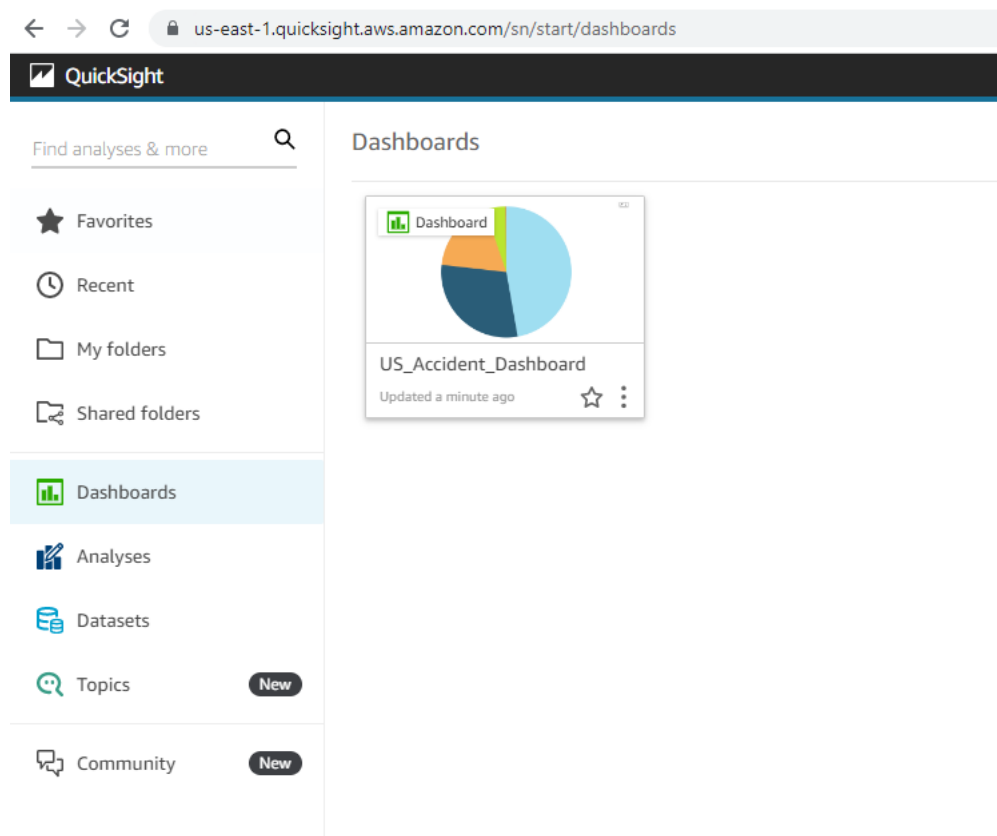 us-east-1.quicksight.aws.amazon.com/sn/start/dashboards
QuickSight
Find analyses & more
Favorites
Recent
My folders
Shared folders
Dashboards
Analyses
Datasets
Topics New
Community New
Dashboards
Dashboard
US_Accident_Dashboard
Updated a minute ago